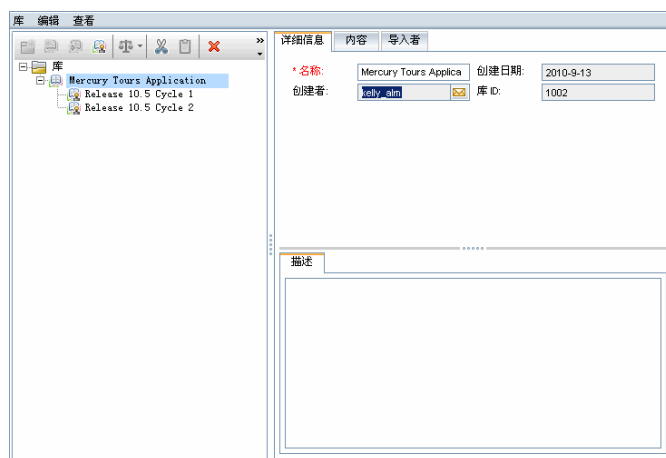 库 编辑 查看
»
详细信息 内容 导入者
库
Mercury Tours Application
Release 10.5 Cycle 1
Release 10.5 Cycle 2
* 名称: Mercury Tours Applica 创建日期: 2010-9-13
创建者: kelly_alm 库 ID: 1002
描述